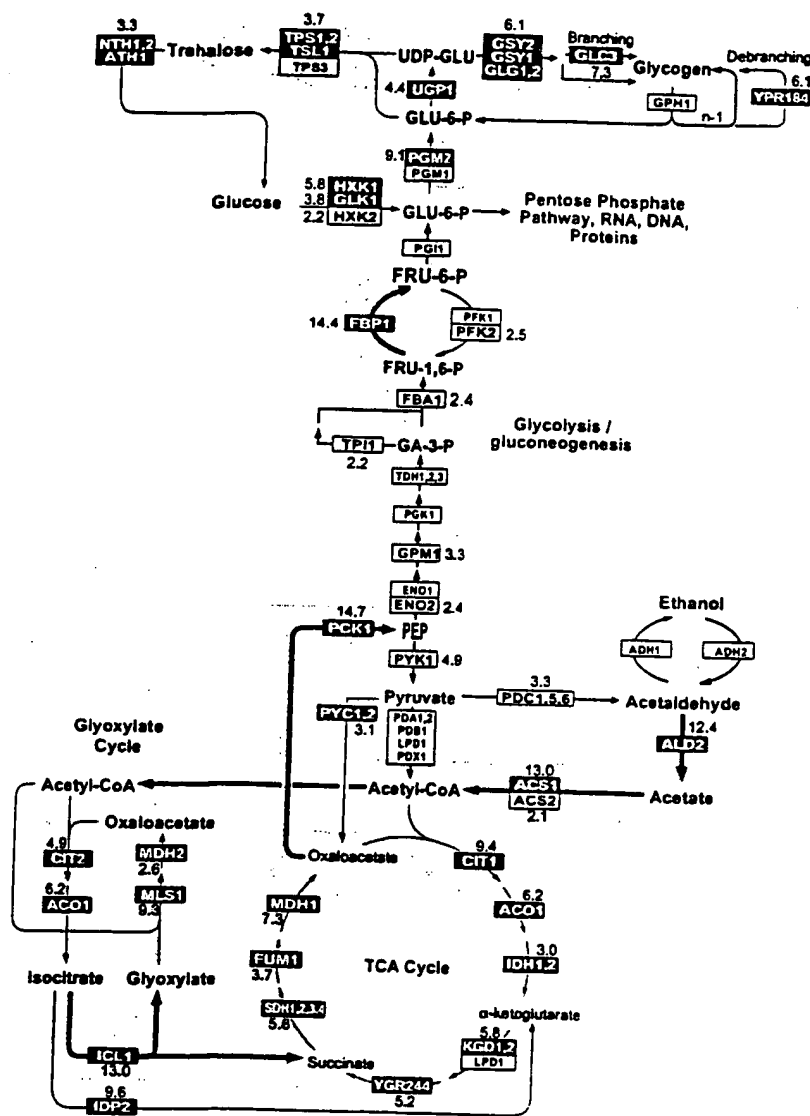 3.3
NTH1,2
ATH1
Trehalose
3.7
TPS1,2
TSL1
TPS3
UDP-GLU
6.1
GSY2
GSY1
GLG1,2
Branching
7,3
Glycogen
Debranching
6.1
YPR184
GPH1
n-1
4.4
UGP1
GLU-6-P
9.1
PGM2
PGM1
Glucose
5.8
HXK1
3.8
GLK1
2.2
HXK2
GLU-6-P
Pentose Phosphate
Pathway, RNA, DNA,
Proteins
PGI1
FRU-6-P
14.4
FBP1
PFK1
PFK2
2.5
FRU-1,6-P
FBA1
2.4
TPI1
2.2
GA-3-P
Glycolysis /
gluconeogenesis
TDH1,2,3
PGK1
GPM1
3.3
ENO1
ENO2
2.4
14.7
PCK1
PEP
PYK1
4.9
Ethanol
ADH1
ADH2
Pyruvate
3.3
PDC1.5,6
Acetaldehyde
PYC1,2
3.1
PDA1,2
PDB1
LPD1
PDX1
12.4
ALD2
Glyoxylate
Cycle
Acetyl-CoA
Acetyl-CoA
13.0
ACS1
ACS2
2.1
Acetate
Oxaloacetate
4.9
CIT2
MDH2
2.6
6.2
ACO1
MLS1
9.3
Oxaloacetate
9.4
CIT1
MDH1
7.3
6.2
ACO1
FUM1
3.7
TCA Cycle
3.0
IDH1,2
Isocitrate
Glyoxylate
SDH1,2,3,4
5.8
α-ketoglutarate
5.8
KGD1,2
LPD1
ICL1
13.0
Succinate
YGR244
5.2
9.6
IDP2